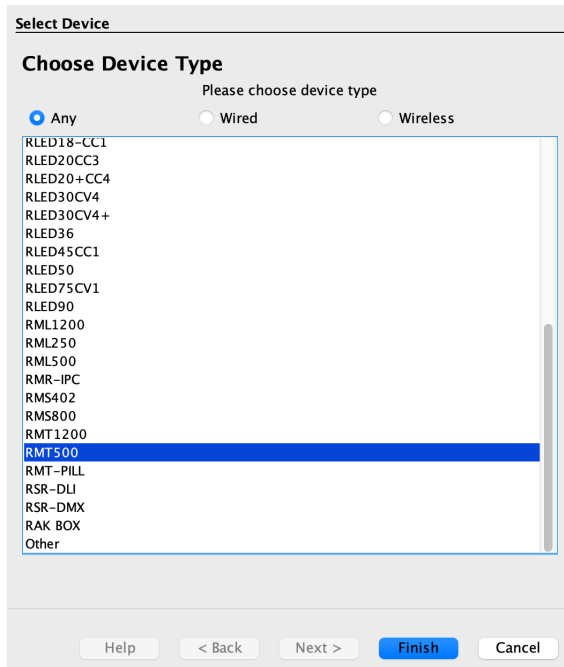 Select Device
Choose Device Type
Please choose device type
Any Wired Wireless
RLED18-CC1
RLED20CC3
RLED20+CC4
RLED30CV4
RLED30CV4+
RLED36
RLED45CC1
RLED50
RLED75CV1
RLED90
RML1200
RML250
RML500
RMR-IPC
RMS402
RMS800
RMT1200
RMT500
RMT-PILL
RSR-DLI
RSR-DMX
RAK BOX
Other
Help < Back Next > Finish Cancel